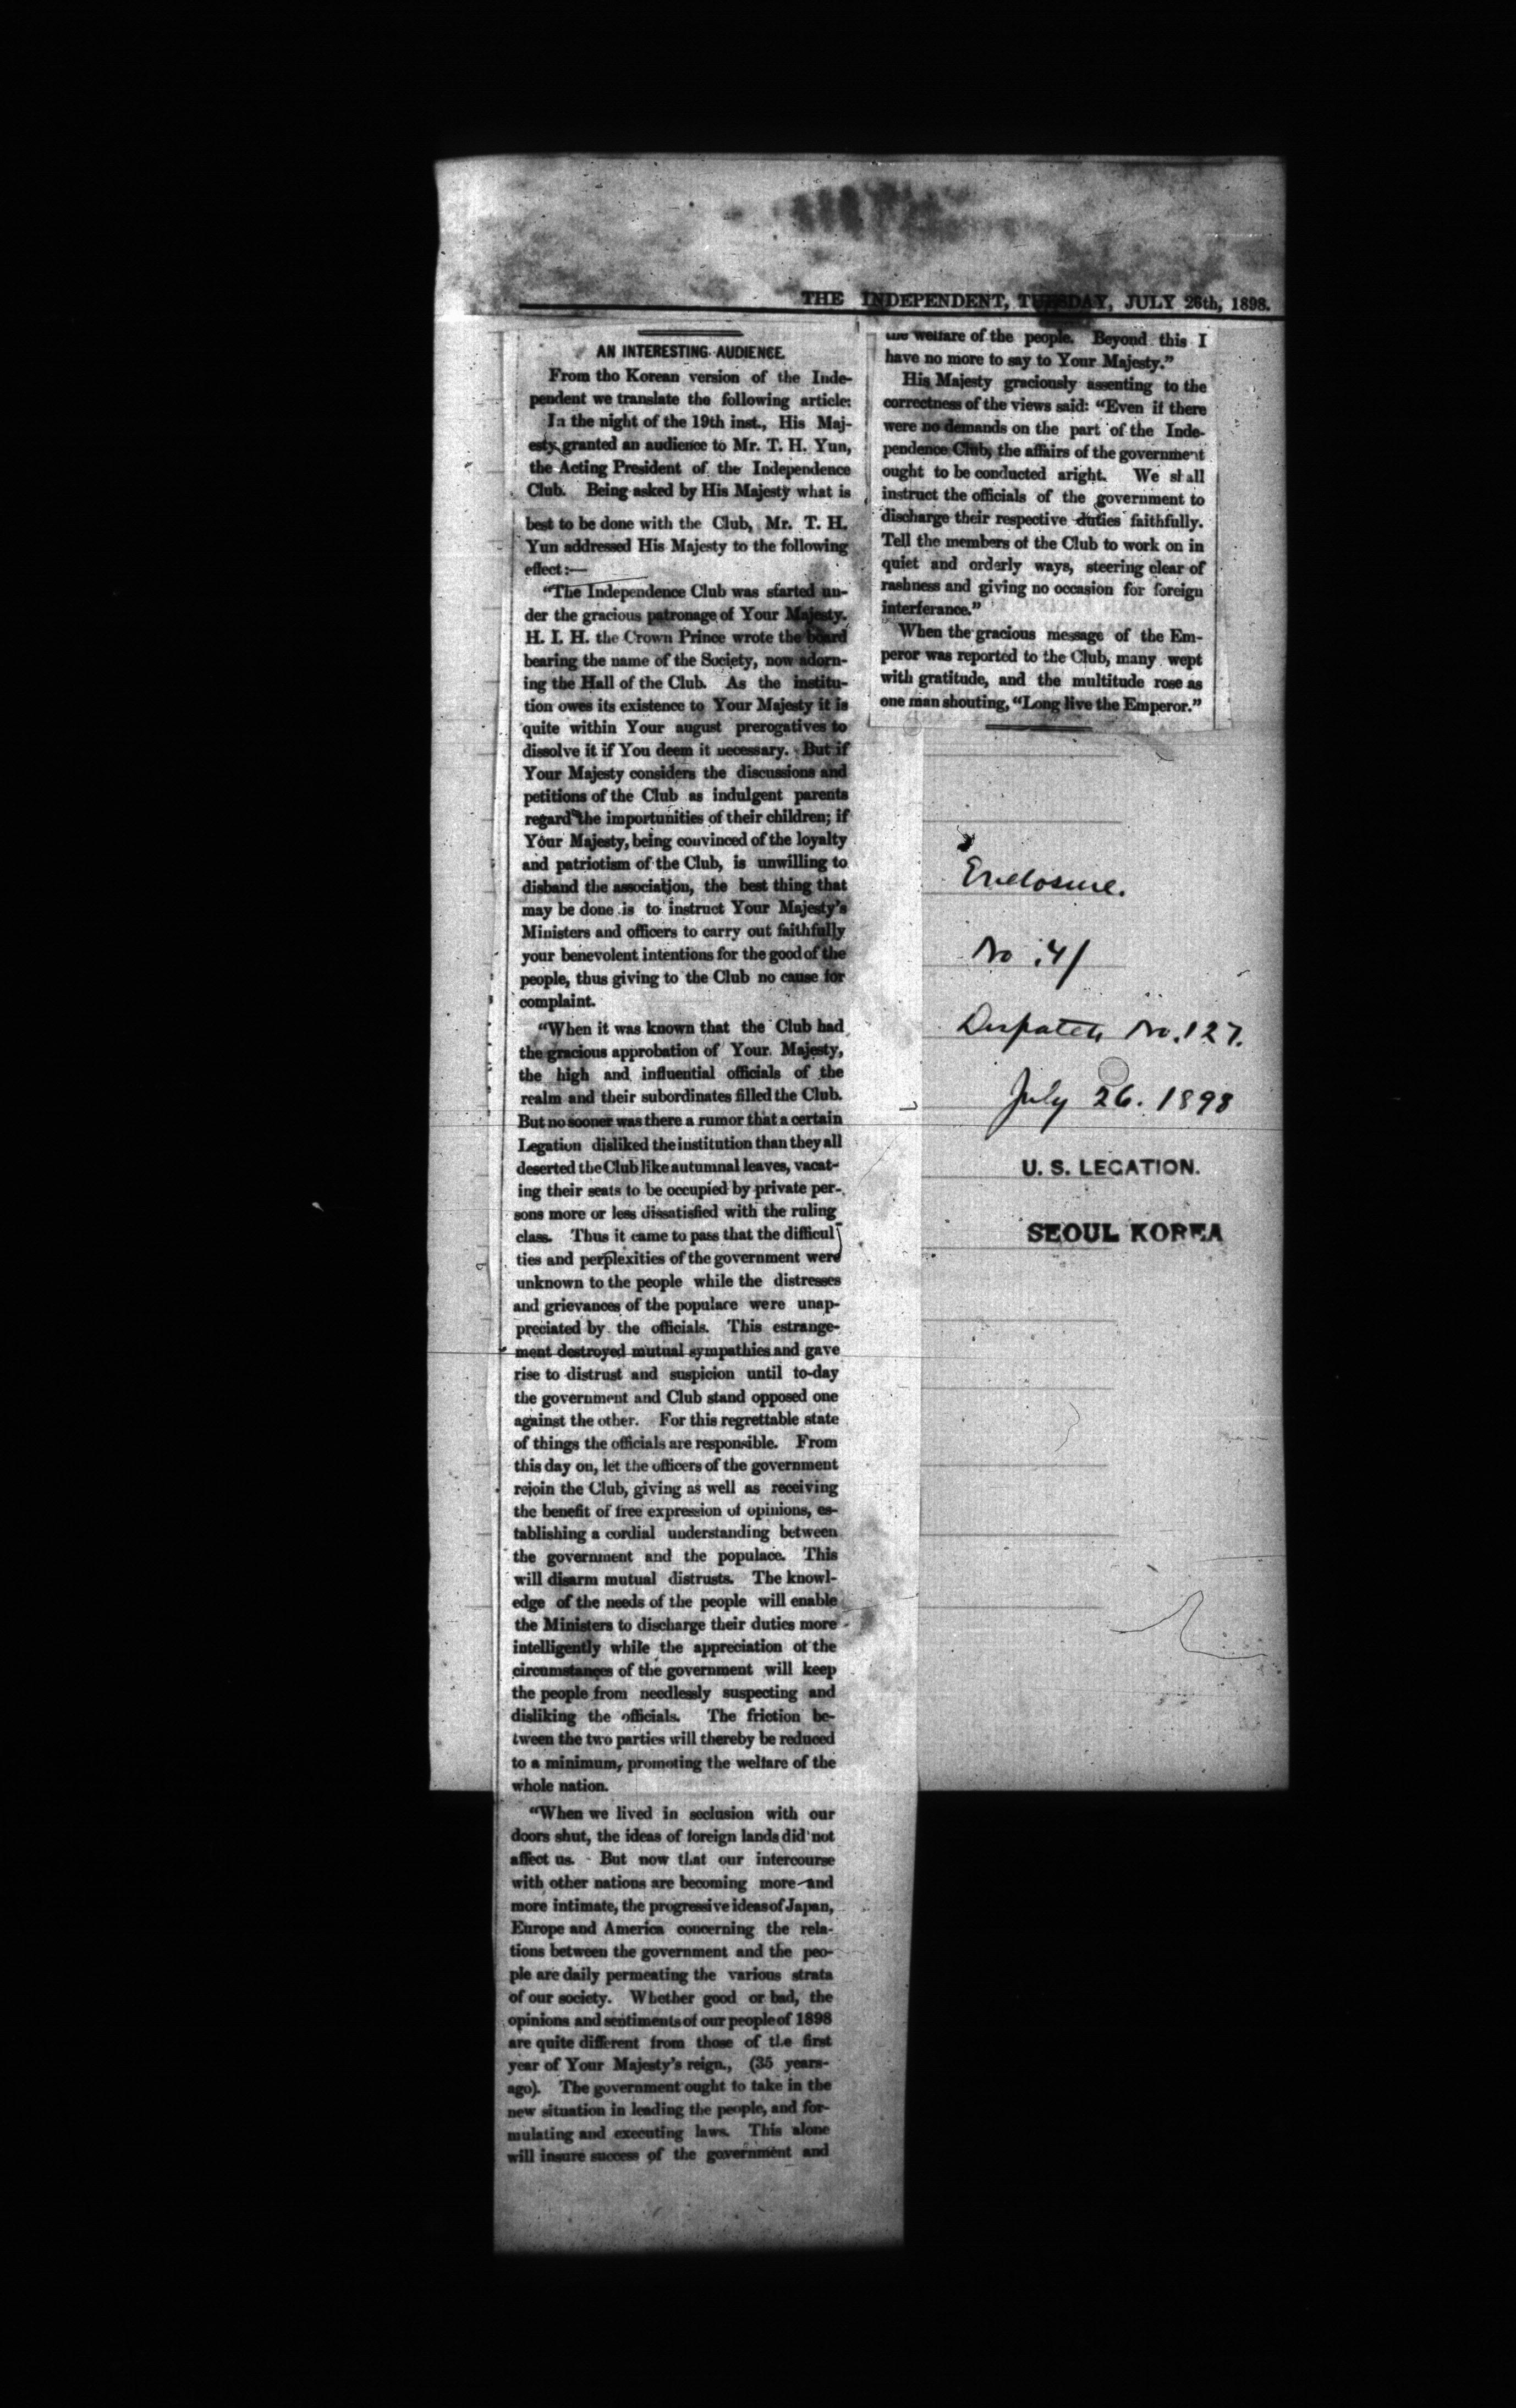 THE INDEPENDENT, TUESDAY, JULY 26th, 1898.
AN INTERESTING AUDIENCE.
From tho Korean version of the Inde-
pendent we translate the following article:
In the night of the 19th inst., His Maj-
esty granted an audience to Mr. T. H. Yun,
the Acting President of the Independence
Club. Being asked by His Majesty what is
best to be done with the Club, Mr. T. H.
Yun addressed His Majesty to the following
effect:—
"The Independence Club was started un-
der the gracious patronage of Your Majesty.
H. I. H. the Crown Prince wrote the board
bearing the name of the Society, now adorn-
ing the Hall of the Club. As the institu-
tion owes its existence to Your Majesty it is
quite within Your august prerogatives to
dissolve it if You deem it necessary. But if
Your Majesty considers the discussions and
petitions of the Club as indulgent parents
regard the importunities of their children; if
Your Majesty, being convinced of the loyalty
and patriotism of the Club, is unwilling to
disband the association, the best thing that
may be done is to instruct Your Majesty's
Ministers and officers to carry out faithfully
your benevolent intentions for the good of the
people, thus giving to the Club no cause for
complaint.
"When it was known that the Club had
the gracious approbation of Your Majesty,
the high and influential officials of the
realm and their subordinates filled the Club.
But no sooner was there a rumor that a certain
Legation disliked the institution than they all
deserted the Club like autumnal leaves, vacat-
ing their seats to be occupied by private per-
sons more or less dissatisfied with the ruling
class. Thus it came to pass that the difficul-
ties and perplexities of the government were
unknown to the people while the distresses
and grievances of the populace were unap-
preciated by the officials. This estrange-
ment destroyed mutual sympathies and gave
rise to distrust and suspicion until to-day
the government and Club stand opposed one
against the other. For this regrettable state
of things the officials are responsible. From
this day on, let the officers of the government
rejoin the Club, giving as well as receiving
the benefit of free expression of opinions, es-
tablishing a cordial understanding between
the government and the populace. This
will disarm mutual distrusts. The knowl-
edge of the needs of the people will enable
the Ministers to discharge their duties more
intelligently while the appreciation of the
circumstances of the government will keep
the people from needlessly suspecting and
disliking the officials. The friction be-
tween the two parties will thereby be reduced
to a minimum, promoting the welfare of the
whole nation.
"When we lived in seclusion with our
doors shut, the ideas of foreign lands did not
affect us. But now that our intercourse
with other nations are becoming more and
more intimate, the progressive ideas of Japan,
Europe and America concerning the rela-
tions between the government and the peo-
ple are daily permeating the various strata
of our society. Whether good or bad, the
opinions and sentiments of our people of 1898
are quite different from those of the first
year of Your Majesty's reign., (35 years-
ago). The government ought to take in the
new situation in leading the people, and for-
mulating and executing laws. This alone
will insure success of the government and
the welfare of the people. Beyond this I
have no more to say to Your Majesty."
His Majesty graciously assenting to the
correctness of the views said: "Even if there
were no demands on the part of the Inde-
pendence Club, the affairs of the government
ought to be conducted aright. We shall
instruct the officials of the government to
discharge their respective duties faithfully.
Tell the members of the Club to work on in
quiet and orderly ways, steering clear of
rashness and giving no occasion for foreign
interferance."
When the gracious message of the Em-
peror was reported to the Club, many wept
with gratitude, and the multitude rose as
one man shouting, "Long live the Emperor."
Enclosure.
No. 4/
Dispatch No. 127.
July 26. 1898
U. S. LEGATION.
SEOUL KOREA